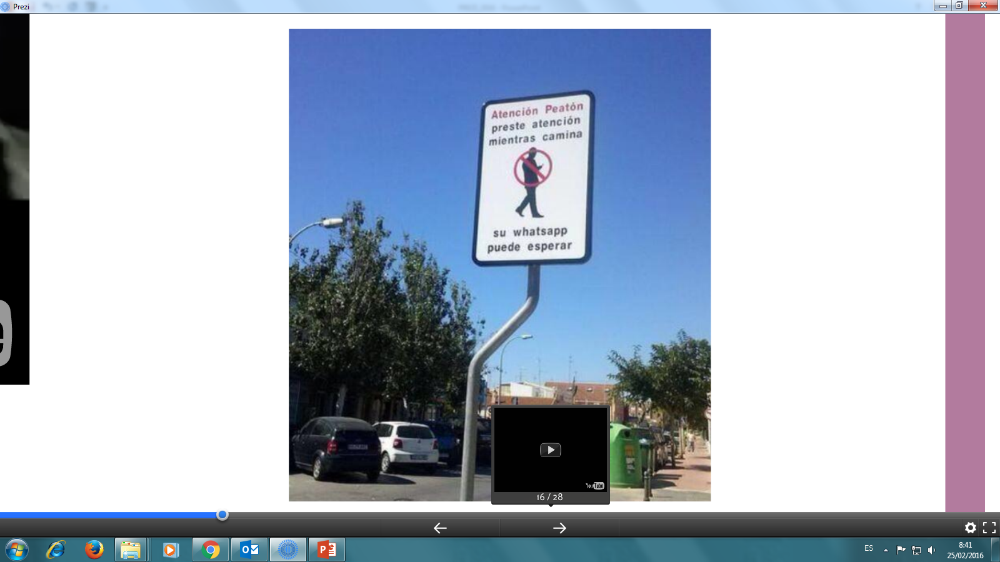 Prezi
Atención Peatón
preste atención
mientras camina
su whatsapp
puede esperar
YouTube
16 / 28
ES
8:41
25/02/2016